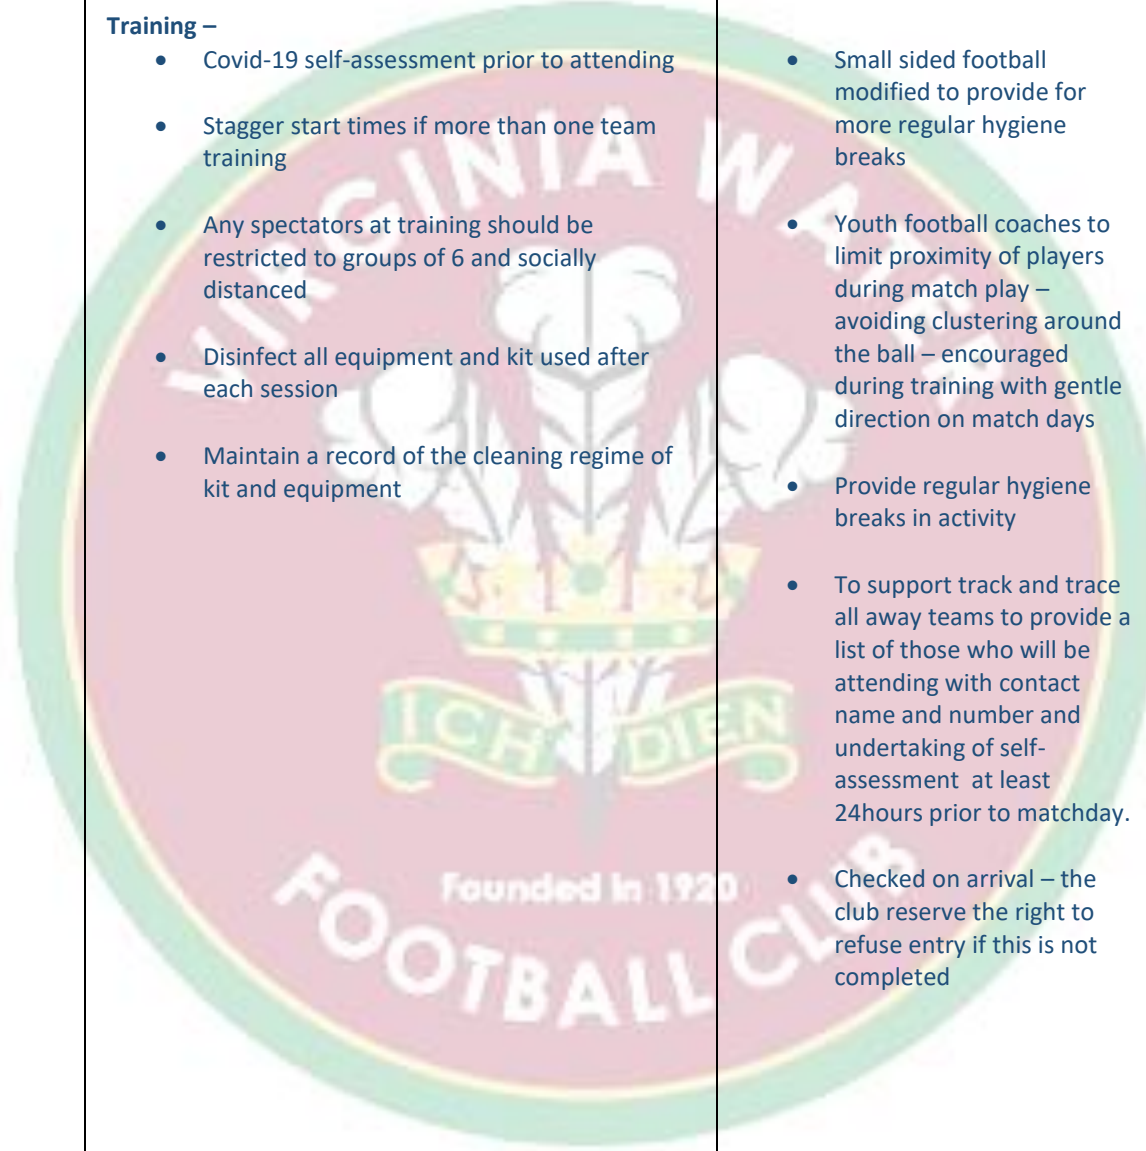 Training –
• Covid-19 self-assessment prior to attending
• Stagger start times if more than one team
training
• Any spectators at training should be
restricted to groups of 6 and socially
distanced
• Disinfect all equipment and kit used after
each session
• Maintain a record of the cleaning regime of
kit and equipment
• Small sided football
modified to provide for
more regular hygiene
breaks
• Youth football coaches to
limit proximity of players
during match play –
avoiding clustering around
the ball – encouraged
during training with gentle
direction on match days
• Provide regular hygiene
breaks in activity
• To support track and trace
all away teams to provide a
list of those who will be
attending with contact
name and number and
undertaking of self-
assessment  at least
24hours prior to matchday.
• Checked on arrival – the
club reserve the right to
refuse entry if this is not
completed
VIRGINIA WATER
ICH DIEN
Founded in 1920
FOOTBALL CLUB